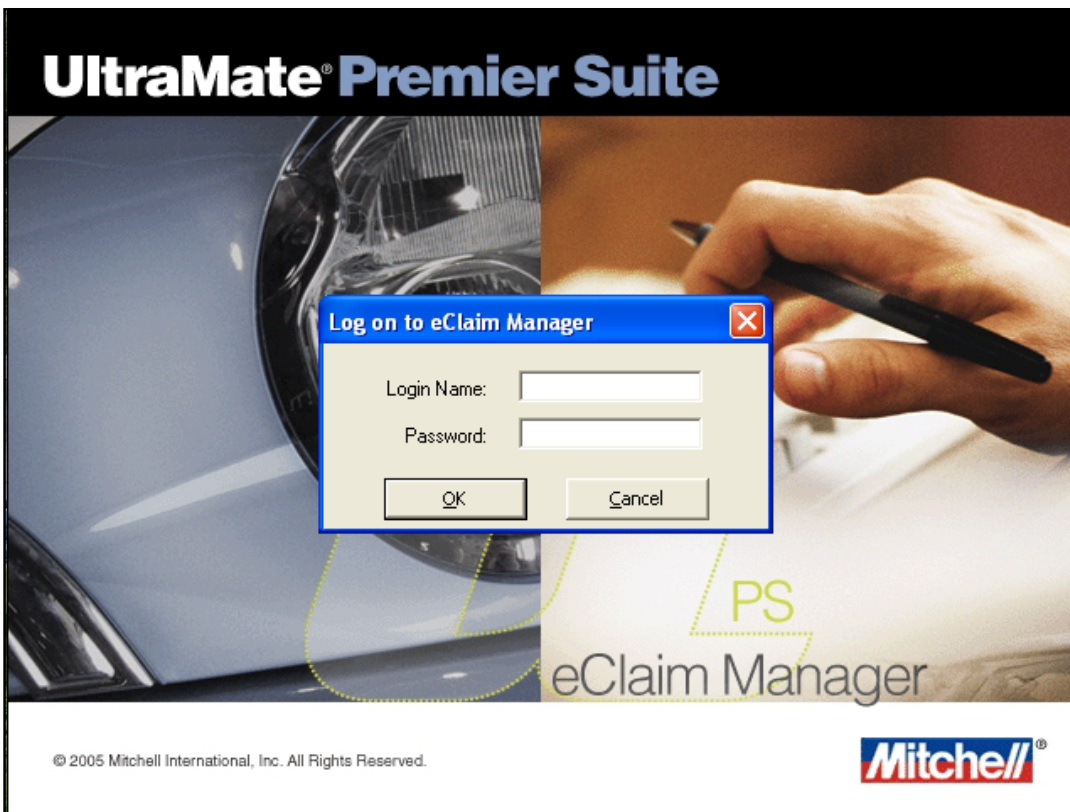 UltraMate® Premier Suite
Log on to eClaim Manager
Login Name:
Password:
OK
Cancel
PS
eClaim Manager
© 2005 Mitchell International, Inc. All Rights Reserved.
Mitchell®